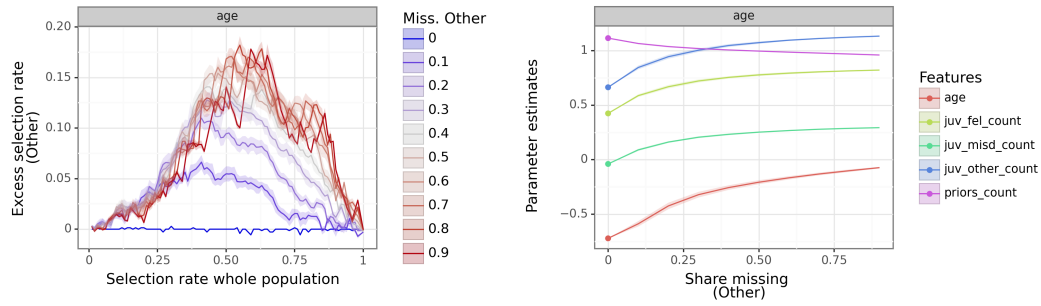 age
0.20
0.15
0.10
0.05
0
0
0.25
0.50
0.75
1
Excess selection rate
(Other)
Selection rate whole population
Miss. Other
0
0.1
0.2
0.3
0.4
0.5
0.6
0.7
0.8
0.9
age
1
0.5
0
−0.5
0
0.25
0.50
0.75
Parameter estimates
Share missing
(Other)
Features
age
juv_fel_count
juv_misd_count
juv_other_count
priors_count